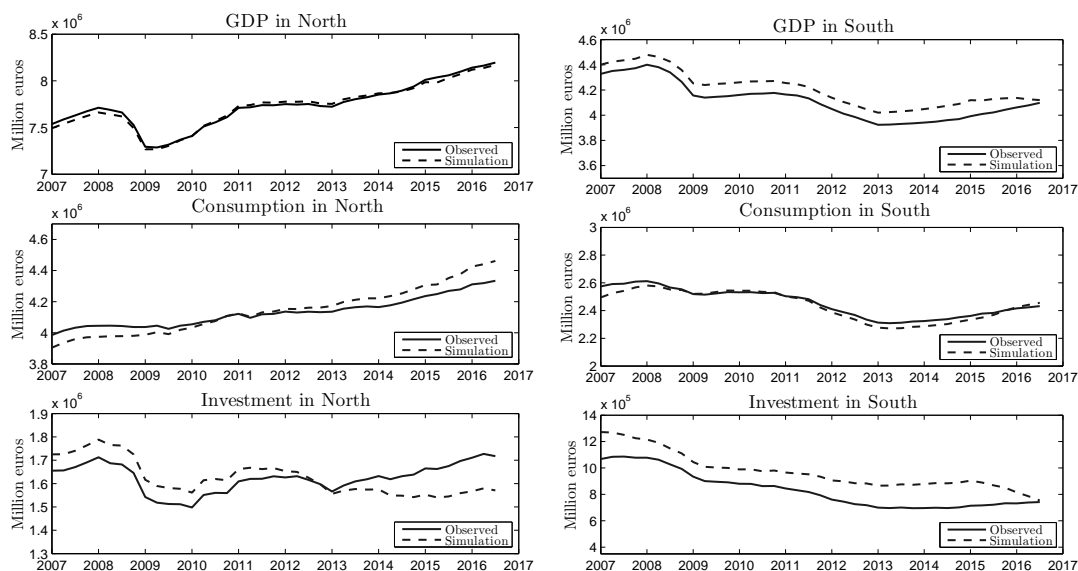 GDP in North
x 10^6
Million euros
8.5
8
7.5
7
Observed
Simulation
2007 2008 2009 2010 2011 2012 2013 2014 2015 2016 2017
GDP in South
x 10^6
Million euros
4.6
4.4
4.2
4
3.8
3.6
Observed
Simulation
2007 2008 2009 2010 2011 2012 2013 2014 2015 2016 2017
Consumption in North
x 10^6
Million euros
4.6
4.4
4.2
4
3.8
Observed
Simulation
2007 2008 2009 2010 2011 2012 2013 2014 2015 2016 2017
Consumption in South
x 10^6
Million euros
3
2.8
2.6
2.4
2.2
2
Observed
Simulation
2007 2008 2009 2010 2011 2012 2013 2014 2015 2016 2017
Investment in North
x 10^6
Million euros
1.9
1.8
1.7
1.6
1.5
1.4
1.3
Observed
Simulation
2007 2008 2009 2010 2011 2012 2013 2014 2015 2016 2017
Investment in South
x 10^5
Million euros
14
12
10
8
6
4
Observed
Simulation
2007 2008 2009 2010 2011 2012 2013 2014 2015 2016 2017